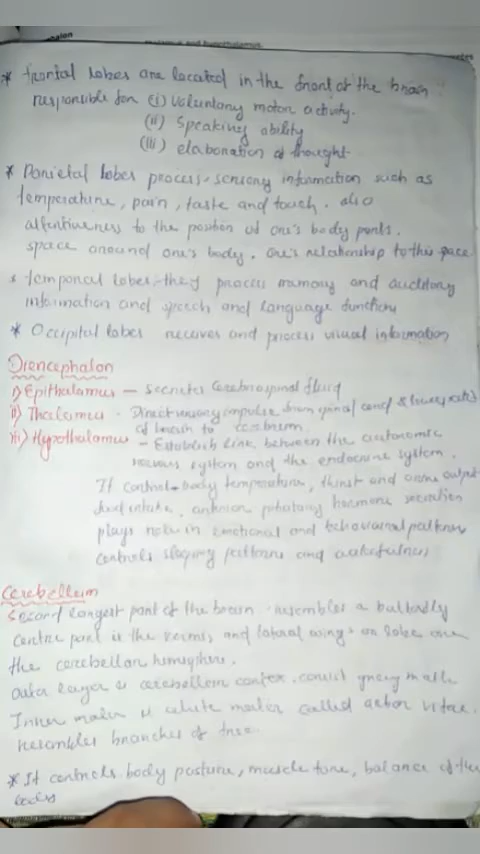 * frontal lobes are located in the front of the brain
responsible for (i) Voluntary motor activity.
(ii) Speaking ability
(iii) elaboration of thought
* Parietal lobes process, sensory information such as
temperature, pain, taste and touch. also
attentiveness to the position of one's body parts.
space around one's body. one's relationship to this space
* temporal lobes - they process memory and auditory
information and speech and language functions
* Occipital lobes receives and process visual information
Diencephalon
i) Epithalamus – secretes cerebrospinal fluid
ii) Thalamus - Direct sensory impulse from spinal cord & lower parts
of brain to
iii) Hypothalamus – Establish link between the autonomic
nervous system and the endocrine system.
It controls body temperature, thirst and urine output
food intake, anterior pituitary hormone secretion
plays role in emotional and behavioural patterns
controls sleeping patterns and wakefulness
Cerebellum
Second largest part of the brain. resembles a butterfly
centre part is the vermis and lateral wings or lobe are
the cerebellar hemisphere.
Outer layer is cerebellar cortex. consist grey matter
Inner matter is white matter called arbor vitae.
resembles branches of tree.
* It controls body posture, muscle tone, balance of the
body